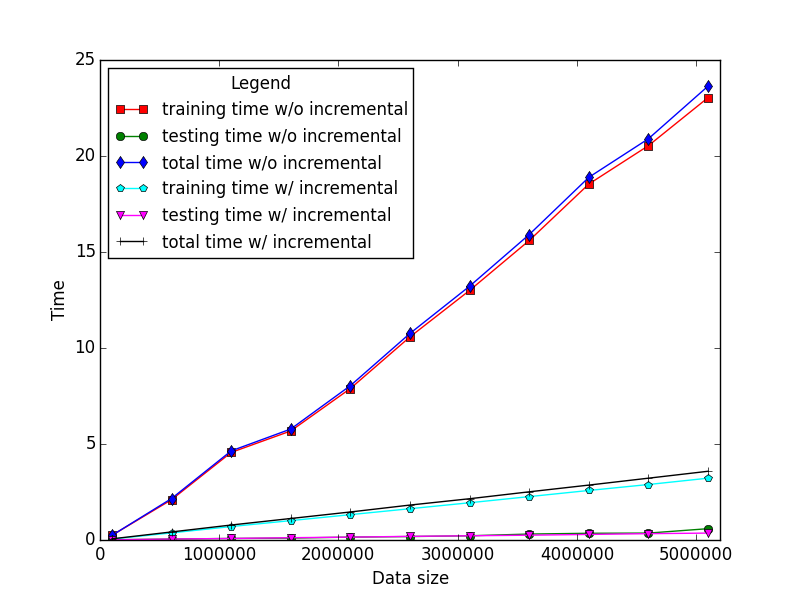 25
20
15
10
5
0
Time
Legend
training time w/o incremental
testing time w/o incremental
total time w/o incremental
training time w/ incremental
testing time w/ incremental
total time w/ incremental
0 1000000 2000000 3000000 4000000 5000000
Data size